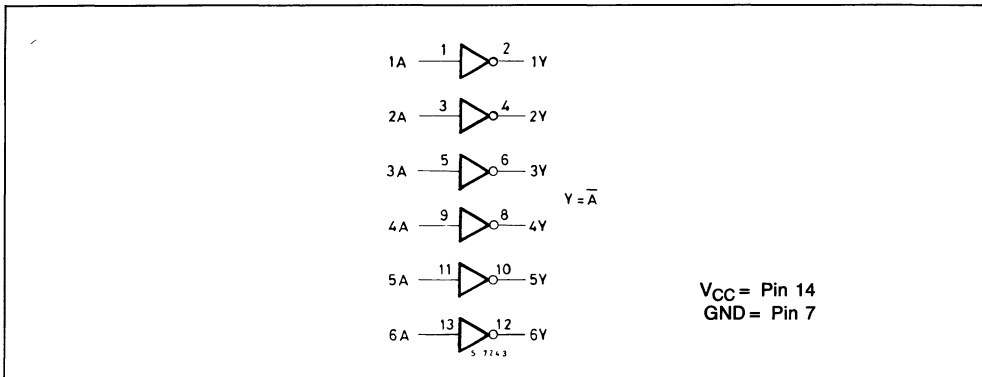 1A 1 2 1Y
2A 3 4 2Y
3A 5 6 3Y
Y = A̅
4A 9 8 4Y
5A 11 10 5Y
6A 13 12 6Y
S 7243
VCC = Pin 14
GND = Pin 7